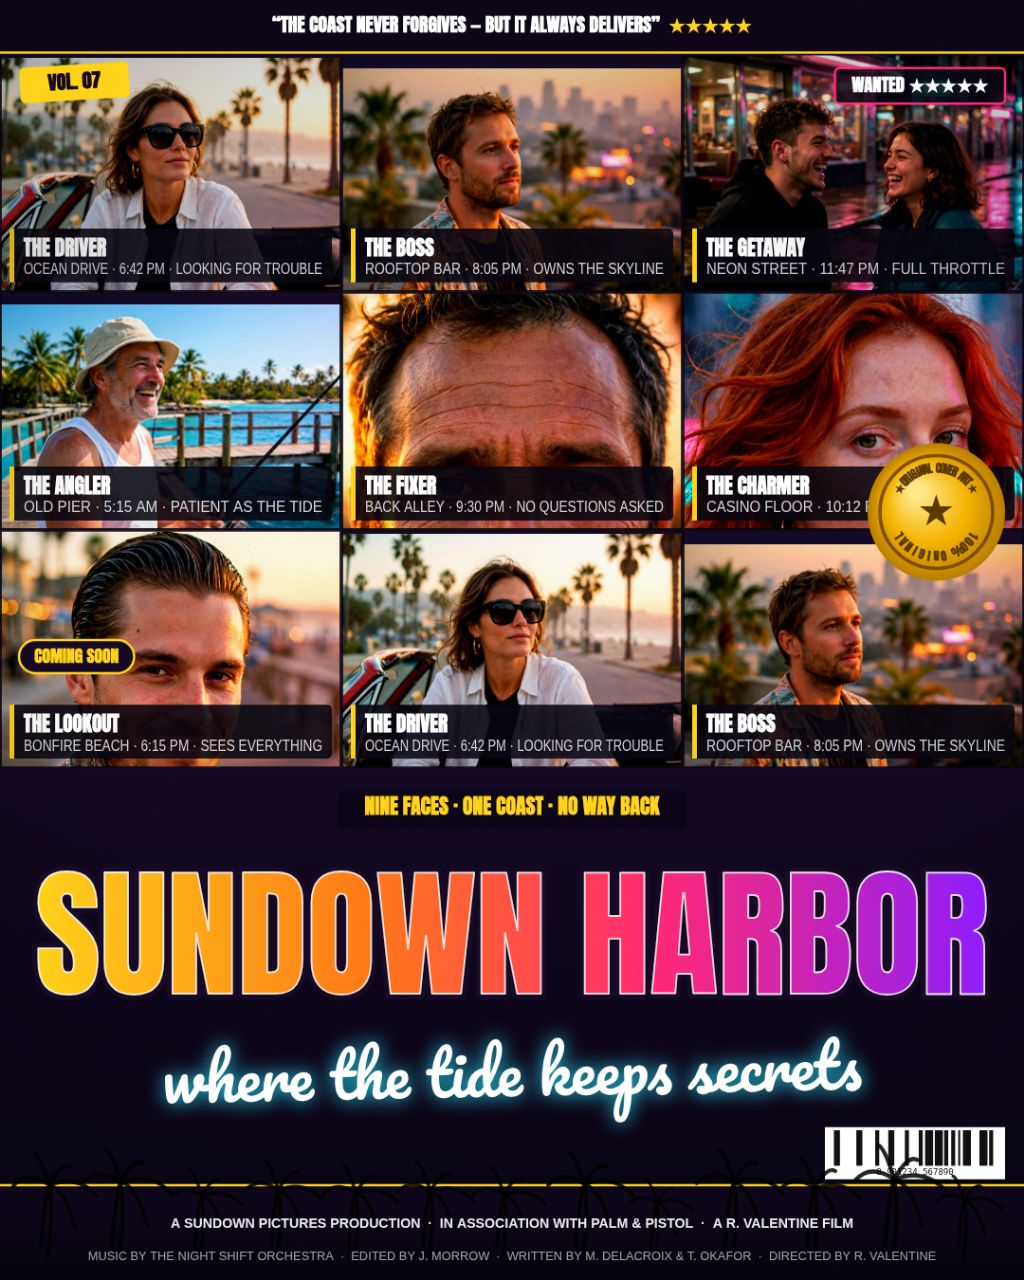 “THE COAST NEVER FORGIVES – BUT IT ALWAYS DELIVERS” ★★★★★
VOL. 07
WANTED ★★★★★
THE DRIVER
OCEAN DRIVE · 6:42 PM · LOOKING FOR TROUBLE
THE BOSS
ROOFTOP BAR · 8:05 PM · OWNS THE SKYLINE
THE GETAWAY
NEON STREET · 11:47 PM · FULL THROTTLE
THE ANGLER
OLD PIER · 5:15 AM · PATIENT AS THE TIDE
THE FIXER
BACK ALLEY · 9:30 PM · NO QUESTIONS ASKED
THE CHARMER
CASINO FLOOR · 10:12
★ ORIGINAL COVER ART ★
★
100% ORIGINAL
COMING SOON
THE LOOKOUT
BONFIRE BEACH · 6:15 PM · SEES EVERYTHING
THE DRIVER
OCEAN DRIVE · 6:42 PM · LOOKING FOR TROUBLE
THE BOSS
ROOFTOP BAR · 8:05 PM · OWNS THE SKYLINE
NINE FACES · ONE COAST · NO WAY BACK
SUNDOWN HARBOR
where the tide keeps secrets
567890
A SUNDOWN PICTURES PRODUCTION · IN ASSOCIATION WITH PALM & PISTOL · A R. VALENTINE FILM
MUSIC BY THE NIGHT SHIFT ORCHESTRA · EDITED BY J. MORROW · WRITTEN BY M. DELACROIX & T. OKAFOR · DIRECTED BY R. VALENTINE